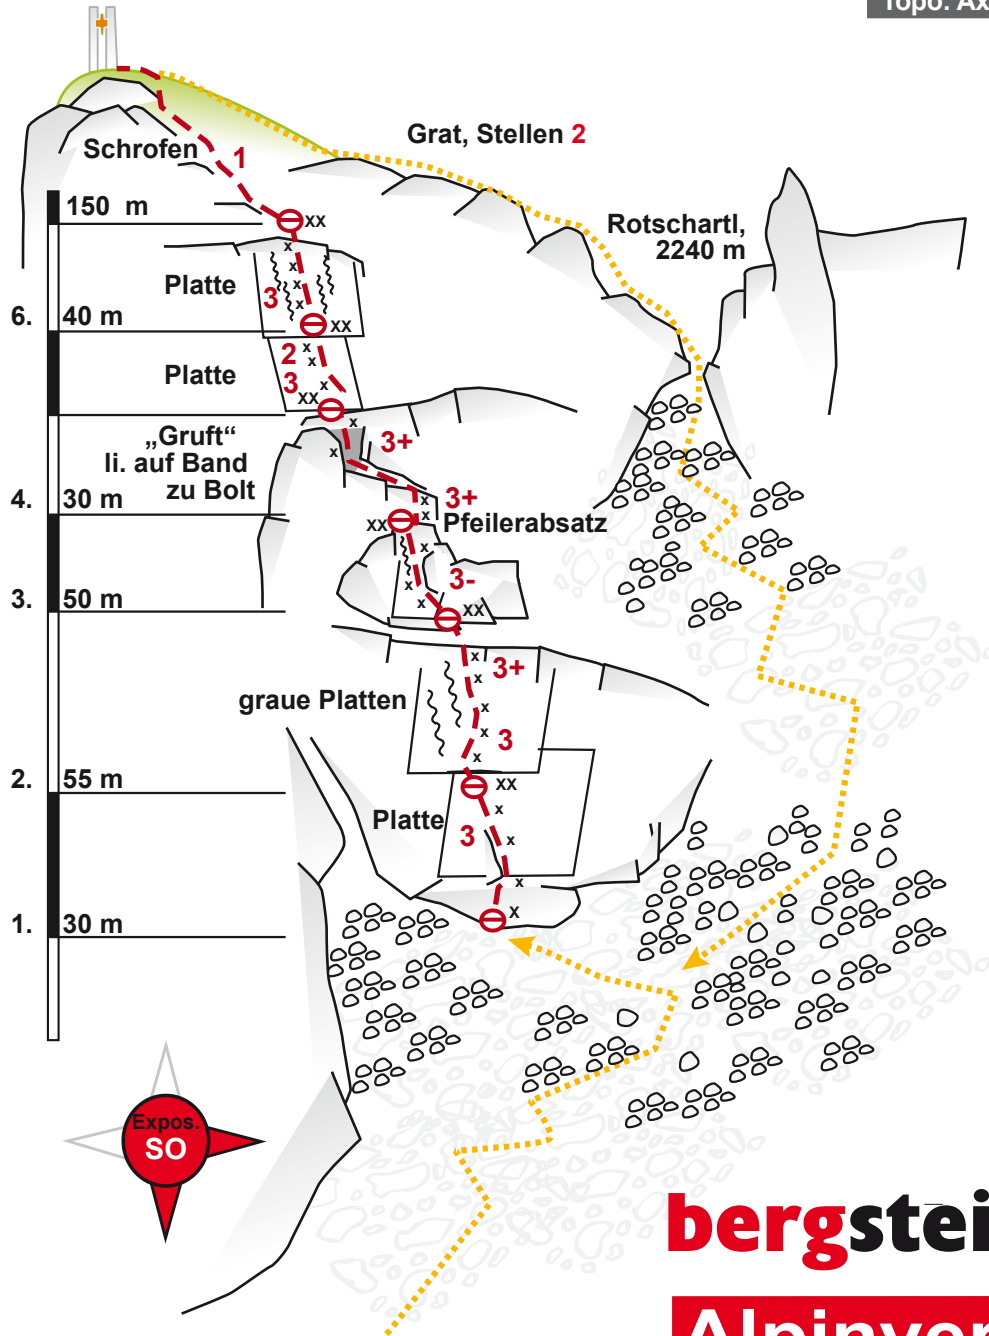 Topo: Ax
Grat, Stellen 2
Schrofen
1
150 m
xx
Rotschartl,
2240 m
x
x
Platte
x
3
x
6.
40 m
xx
2
x
x
Platte
3
x
xx
x
„Gruft“
3+
li. auf Band
x
zu Bolt
3+
4.
30 m
x
x
xx
Pfeilerabsatz
x
3-
x
3.
50 m
x
xx
3+
x
x
graue Platten
x
x
3
x
2.
55 m
xx
x
Platte
3
x
x
1.
30 m
x
Expos.
SO
bergstei